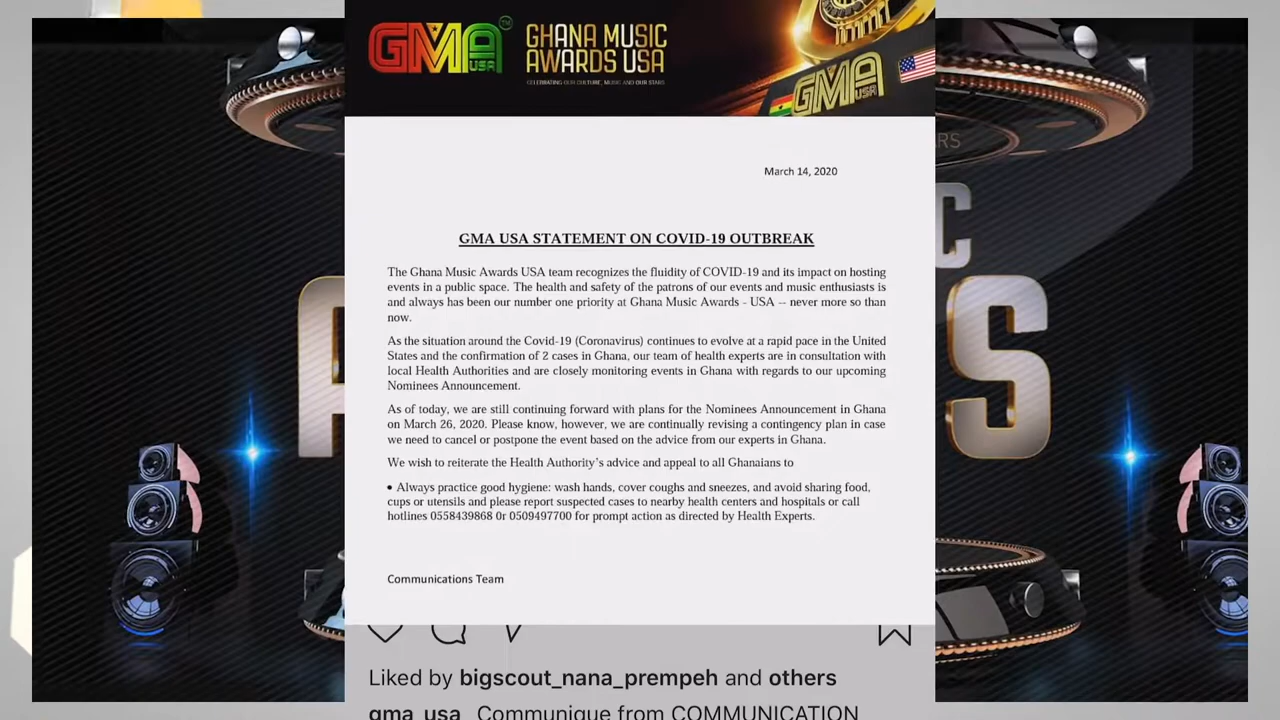 GMA
USA
TM
GHANA MUSIC
AWARDS USA
CELEBRATING OUR CULTURE, MUSIC AND OUR STARS
GMA
USA
March 14, 2020
GMA USA STATEMENT ON COVID-19 OUTBREAK
The Ghana Music Awards USA team recognizes the fluidity of COVID-19 and its impact on hosting
events in a public space. The health and safety of the patrons of our events and music enthusiasts is
and always has been our number one priority at Ghana Music Awards - USA -- never more so than
now.
As the situation around the Covid-19 (Coronavirus) continues to evolve at a rapid pace in the United
States and the confirmation of 2 cases in Ghana, our team of health experts are in consultation with
local Health Authorities and are closely monitoring events in Ghana with regards to our upcoming
Nominees Announcement.
As of today, we are still continuing forward with plans for the Nominees Announcement in Ghana
on March 26, 2020. Please know, however, we are continually revising a contingency plan in case
we need to cancel or postpone the event based on the advice from our experts in Ghana.
We wish to reiterate the Health Authority's advice and appeal to all Ghanaians to
• Always practice good hygiene: wash hands, cover coughs and sneezes, and avoid sharing food,
cups or utensils and please report suspected cases to nearby health centers and hospitals or call
hotlines 0558439868 0r 0509497700 for prompt action as directed by Health Experts.
Communications Team
Liked by bigscout_nana_prempeh and others
gma_usa Communique from COMMUNICATION
A
RS
C
S